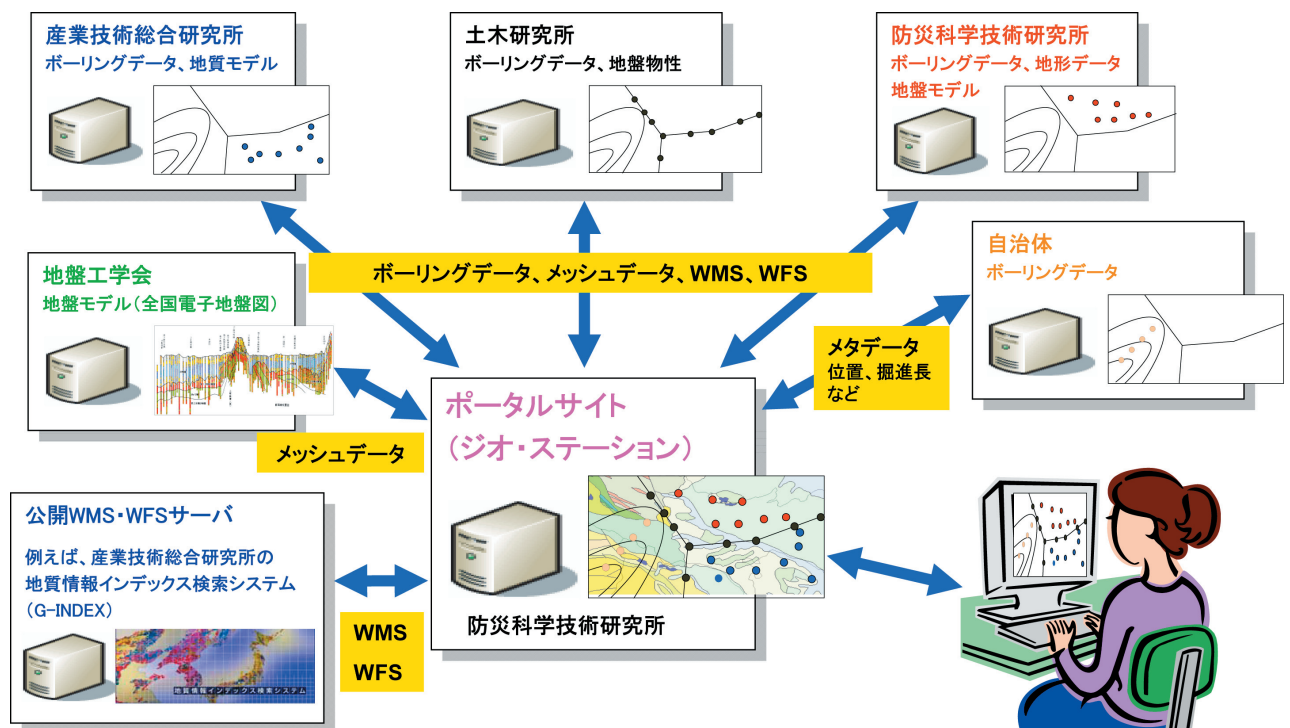 産業技術総合研究所
ボーリングデータ、地質モデル
土木研究所
ボーリングデータ、地盤物性
防災科学技術研究所
ボーリングデータ、地形データ
地盤モデル
地盤工学会
地盤モデル(全国電子地盤図)
ボーリングデータ、メッシュデータ、WMS、WFS
自治体
ボーリングデータ
メタデータ
位置、掘進長
など
メッシュデータ
ポータルサイト
(ジオ・ステーション)
防災科学技術研究所
公開WMS・WFSサーバ
例えば、産業技術総合研究所の
地質情報インデックス検索システム
(G-INDEX)
地質情報インデックス検索システム
WMS
WFS